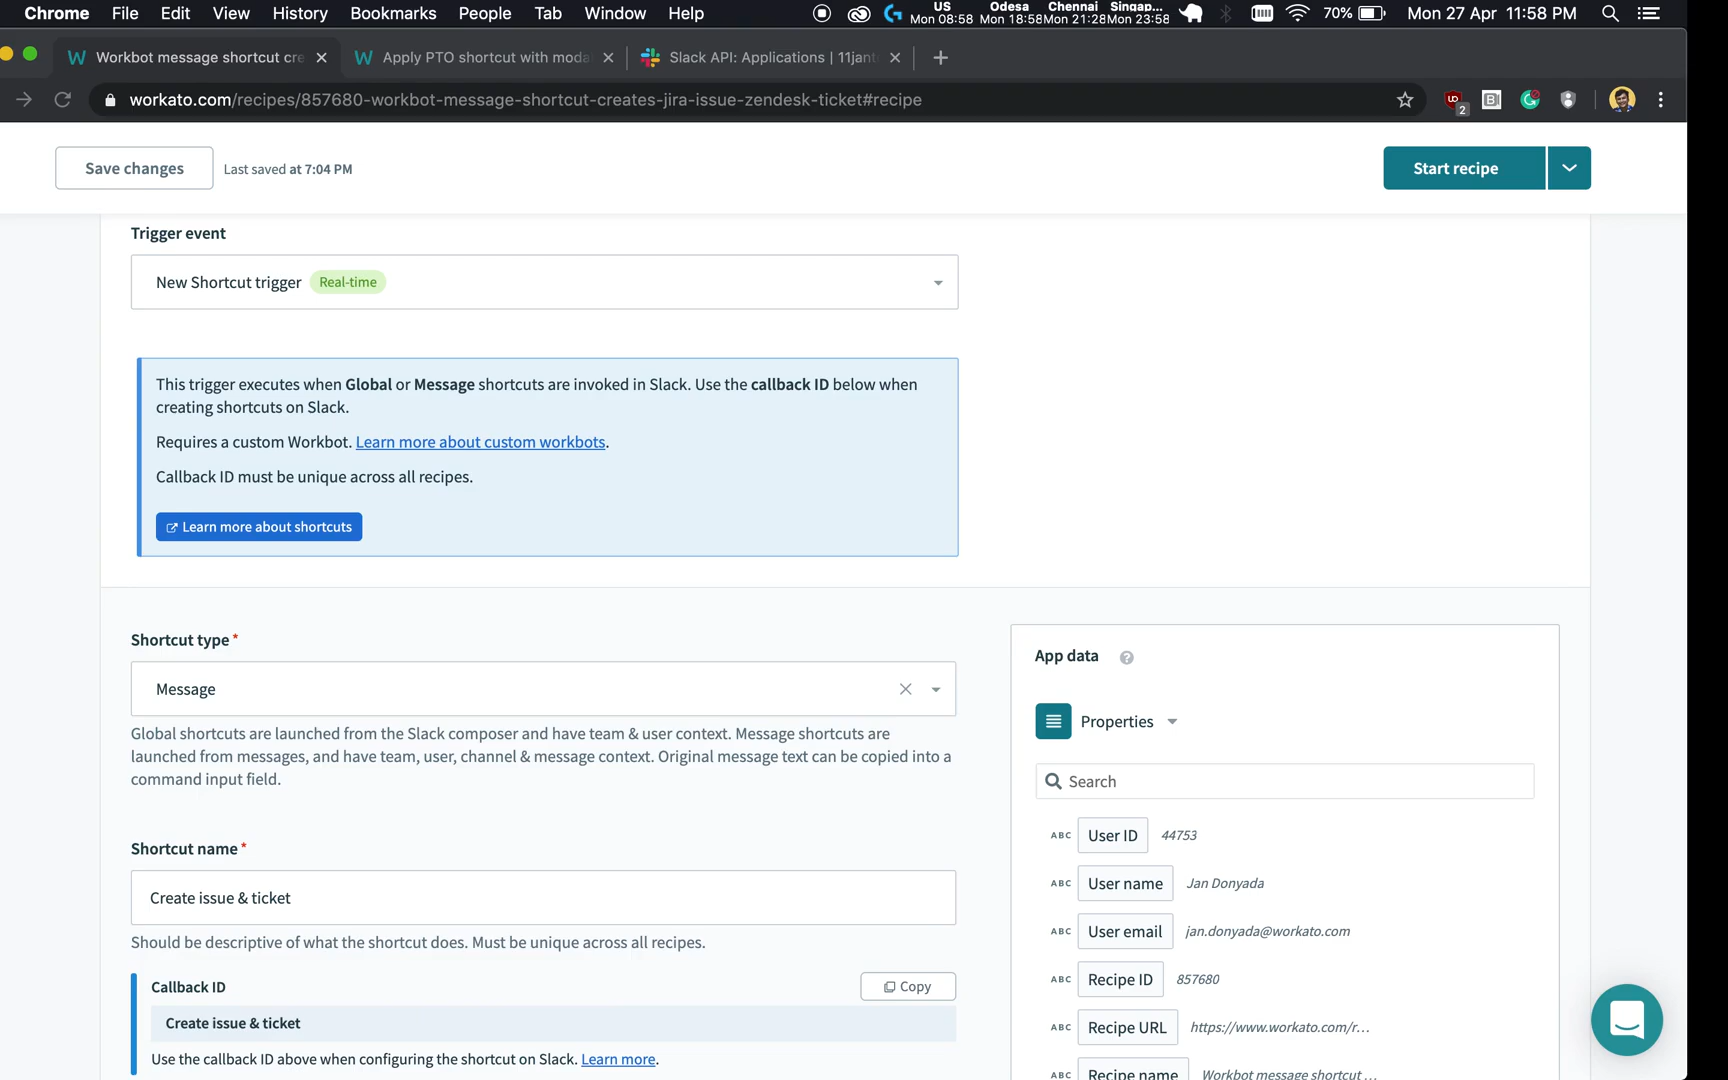 Chrome File Edit View History Bookmarks People Tab Window Help
US Mon 08:58 Odesa Mon 18:58 Chennai Mon 21:28 Singap... Mon 23:58
70% Mon 27 Apr 11:58 PM
Workbot message shortcut cre
Apply PTO shortcut with moda
Slack API: Applications | 11jant
workato.com/recipes/857680-workbot-message-shortcut-creates-jira-issue-zendesk-ticket#recipe
2
Save changes
Last saved at 7:04 PM
Start recipe
Trigger event
New Shortcut trigger Real-time
This trigger executes when Global or Message shortcuts are invoked in Slack. Use the callback ID below when
creating shortcuts on Slack.
Requires a custom Workbot. Learn more about custom workbots.
Callback ID must be unique across all recipes.
Learn more about shortcuts
Shortcut type *
Message
Global shortcuts are launched from the Slack composer and have team & user context. Message shortcuts are
launched from messages, and have team, user, channel & message context. Original message text can be copied into a
command input field.
Shortcut name *
Create issue & ticket
Should be descriptive of what the shortcut does. Must be unique across all recipes.
Callback ID
Copy
Create issue & ticket
Use the callback ID above when configuring the shortcut on Slack. Learn more.
App data ?
Properties
Search
ABC User ID 44753
ABC User name Jan Donyada
ABC User email jan.donyada@workato.com
ABC Recipe ID 857680
ABC Recipe URL https://www.workato.com/r...
ABC Recipe name Workbot message shortcut ...